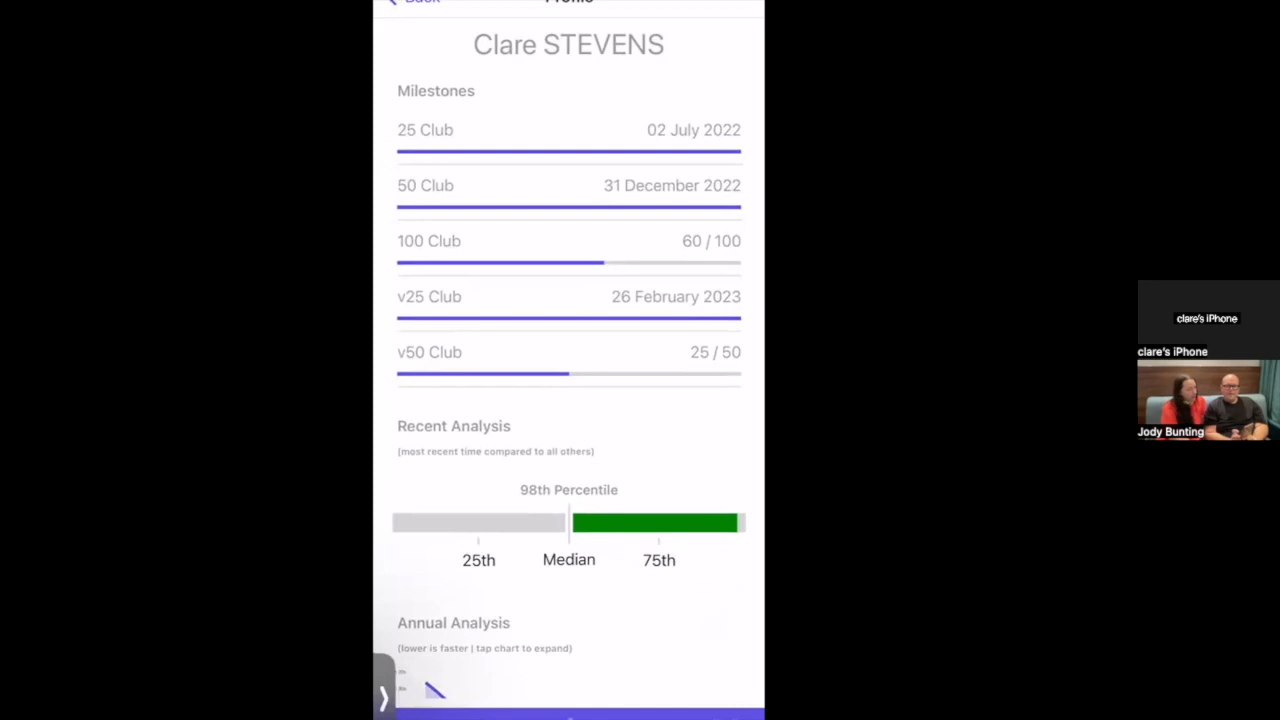 Back
Profile
Clare STEVENS
Milestones
25 Club 02 July 2022
50 Club 31 December 2022
100 Club 60 / 100
v25 Club 26 February 2023
v50 Club 25 / 50
Recent Analysis
[most recent time compared to all others]
98th Percentile
25th Median 75th
Annual Analysis
(lower is faster | tap chart to expand)
clare's iPhone
clare's iPhone
Jody Bunting